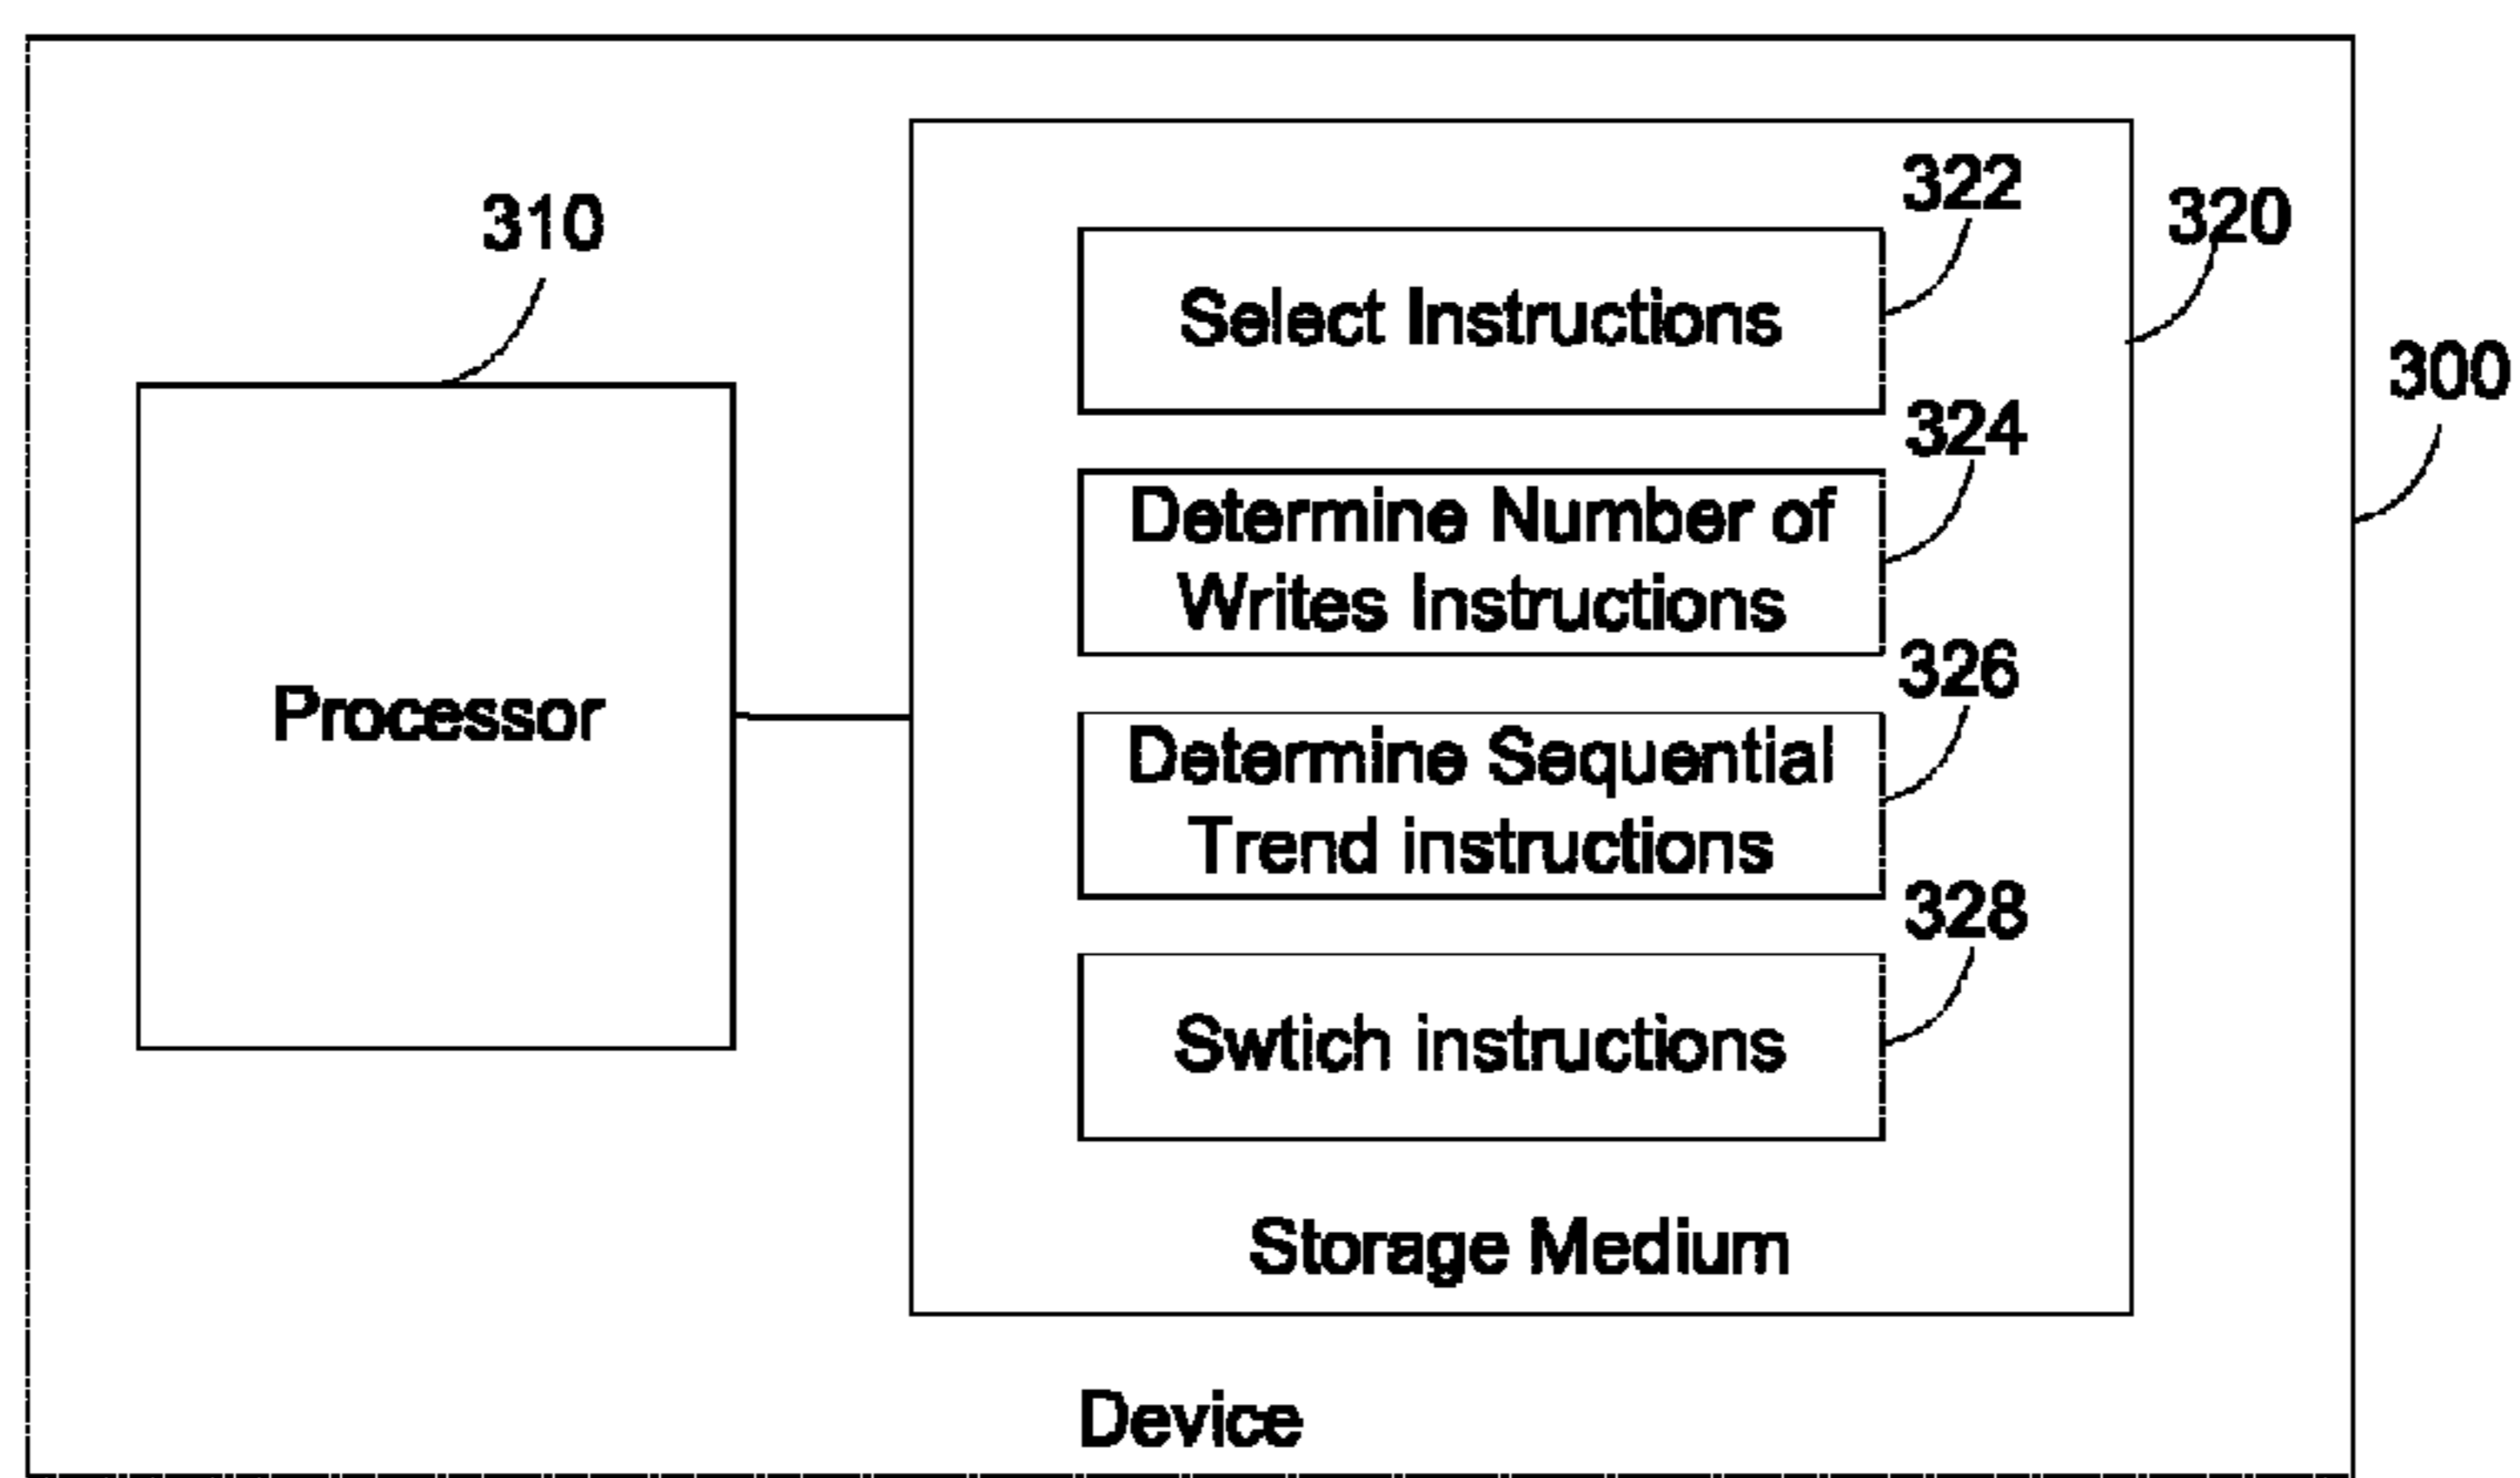 310
322
320
Select Instructions
300
324
Determine Number of
Writes Instructions
326
Processor
Determine Sequential
Trend instructions
328
Swtich instructions
Storage Medium
Device